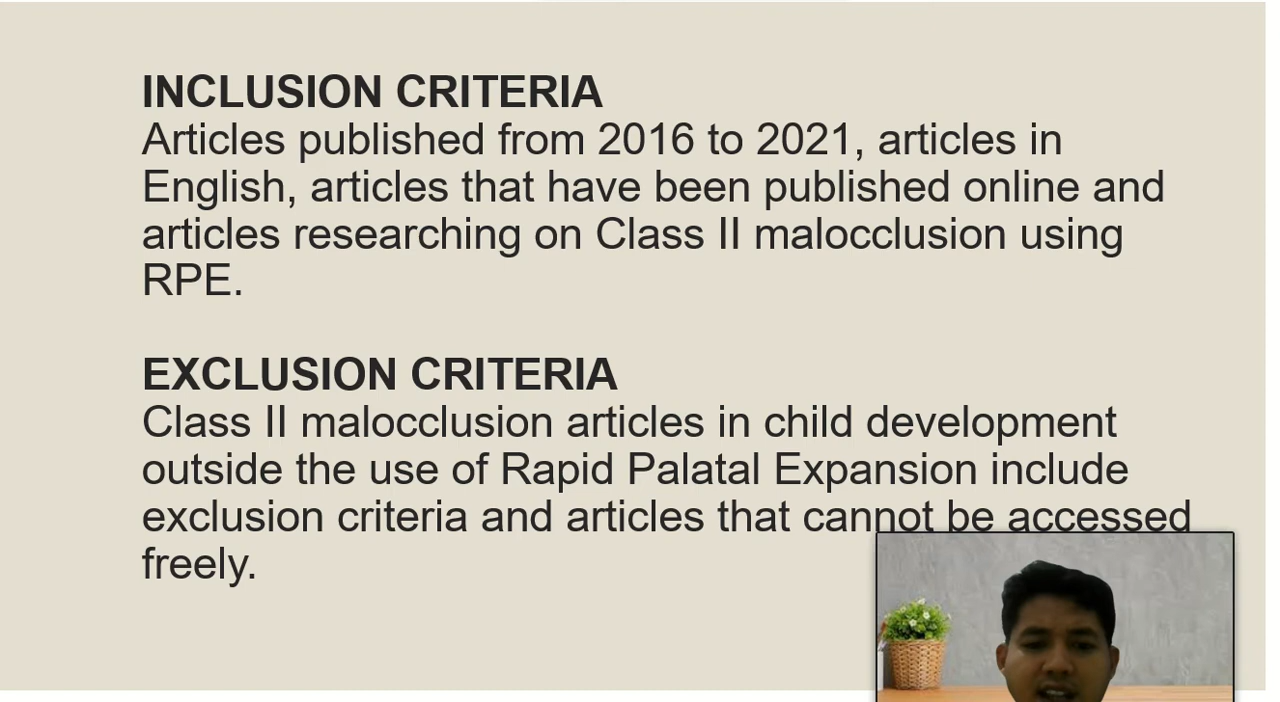 INCLUSION CRITERIA
Articles published from 2016 to 2021, articles in
English, articles that have been published online and
articles researching on Class II malocclusion using
RPE.
EXCLUSION CRITERIA
Class II malocclusion articles in child development
outside the use of Rapid Palatal Expansion include
exclusion criteria and articles that cannot be accessed
freely.